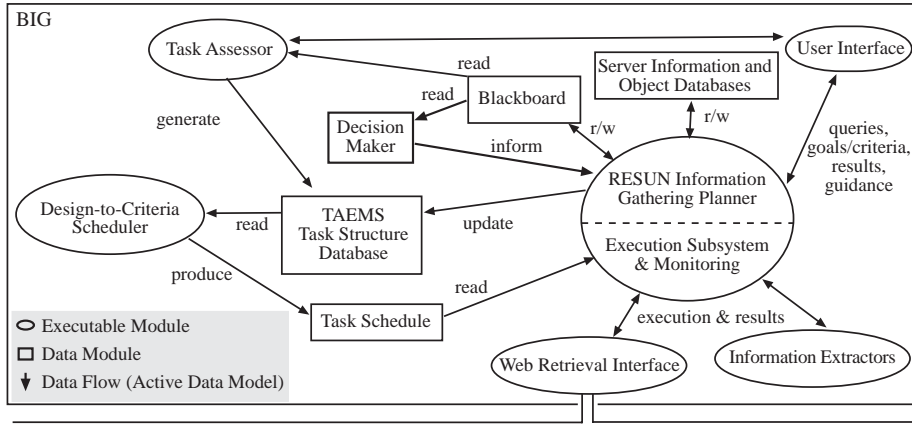 BIG
Task Assessor
User Interface
read
Server Information and
Object Databases
Blackboard
read
generate
Decision
Maker
r/w
r/w
inform
queries,
goals/criteria,
results,
guidance
RESUN Information
Gathering Planner
Design-to-Criteria
Scheduler
read
TAEMS
Task Structure
Database
update
Execution Subsystem
& Monitoring
produce
read
Task Schedule
execution & results
Executable Module
Data Module
Data Flow (Active Data Model)
Web Retrieval Interface
Information Extractors